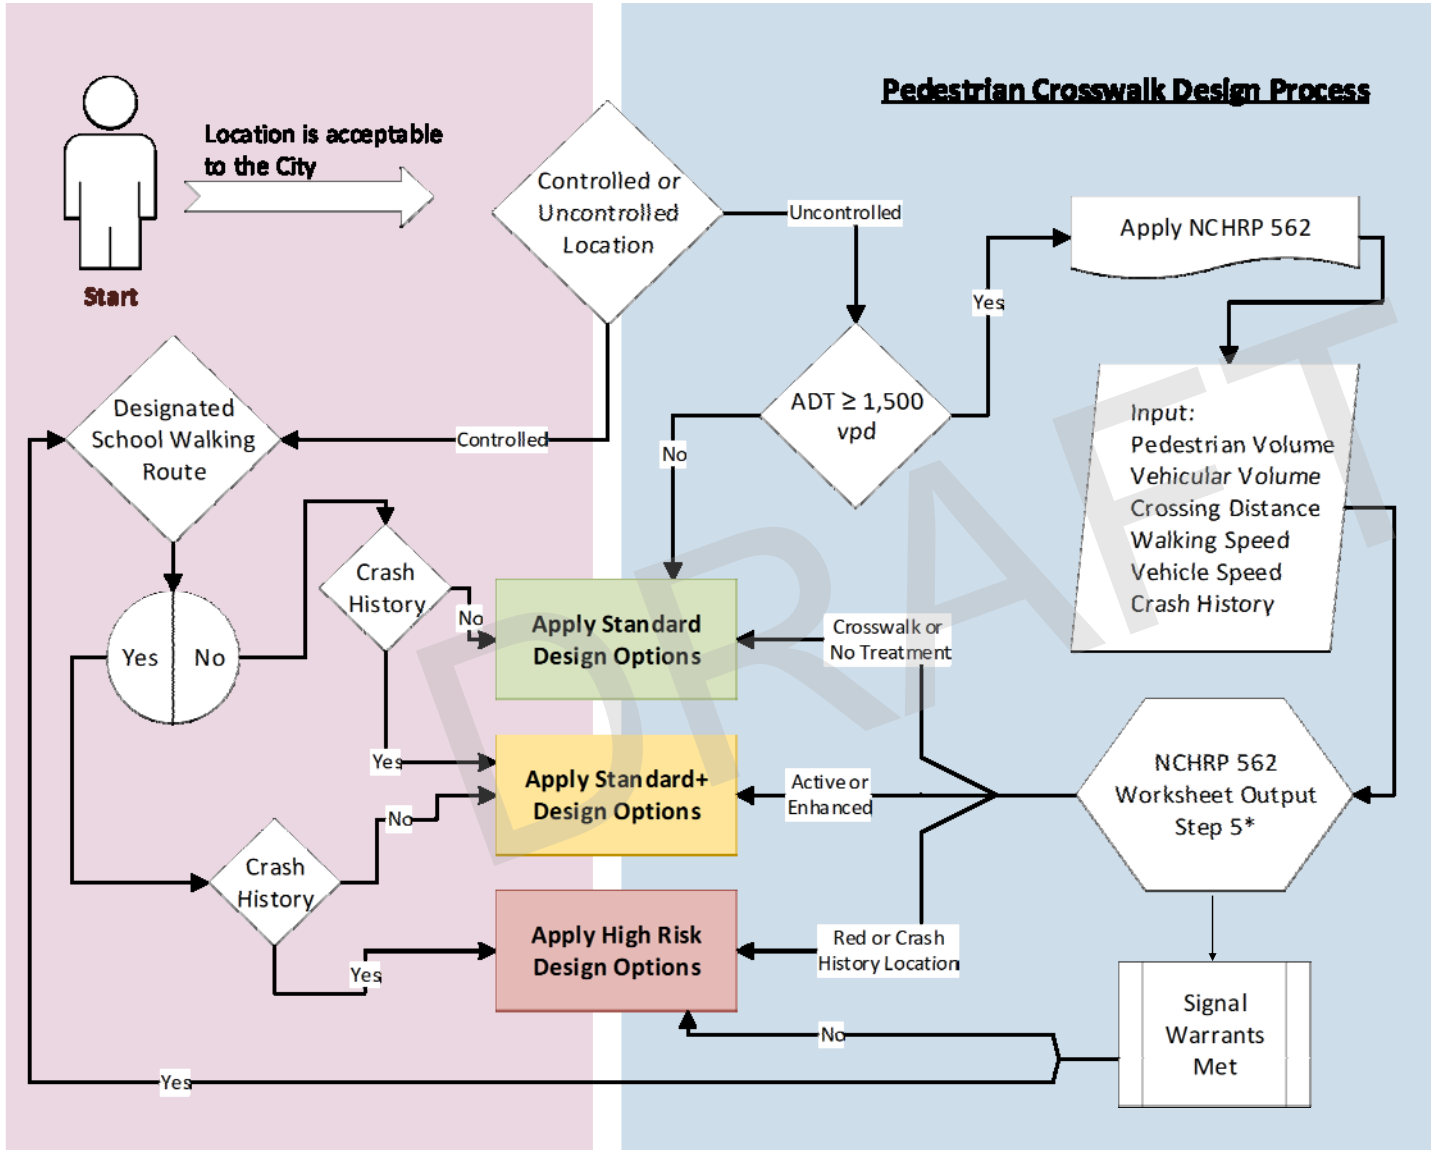 Pedestrian Crosswalk Design Process
Location is acceptable
to the City
Start
Controlled or
Uncontrolled
Location
Uncontrolled
Apply NCHRP 562
Yes
ADT ≥ 1,500
vpd
No
Input:
Pedestrian Volume
Vehicular Volume
Crossing Distance
Walking Speed
Vehicle Speed
Crash History
Designated
School Walking
Route
Controlled
Crash
History
No
Yes
No
Apply Standard
Design Options
Crosswalk or
No Treatment
Yes
No
Apply Standard+
Design Options
Active or
Enhanced
NCHRP 562
Worksheet Output
Step 5*
Crash
History
Yes
Apply High Risk
Design Options
Red or Crash
History Location
Signal
Warrants
Met
No
Yes
DRAFT